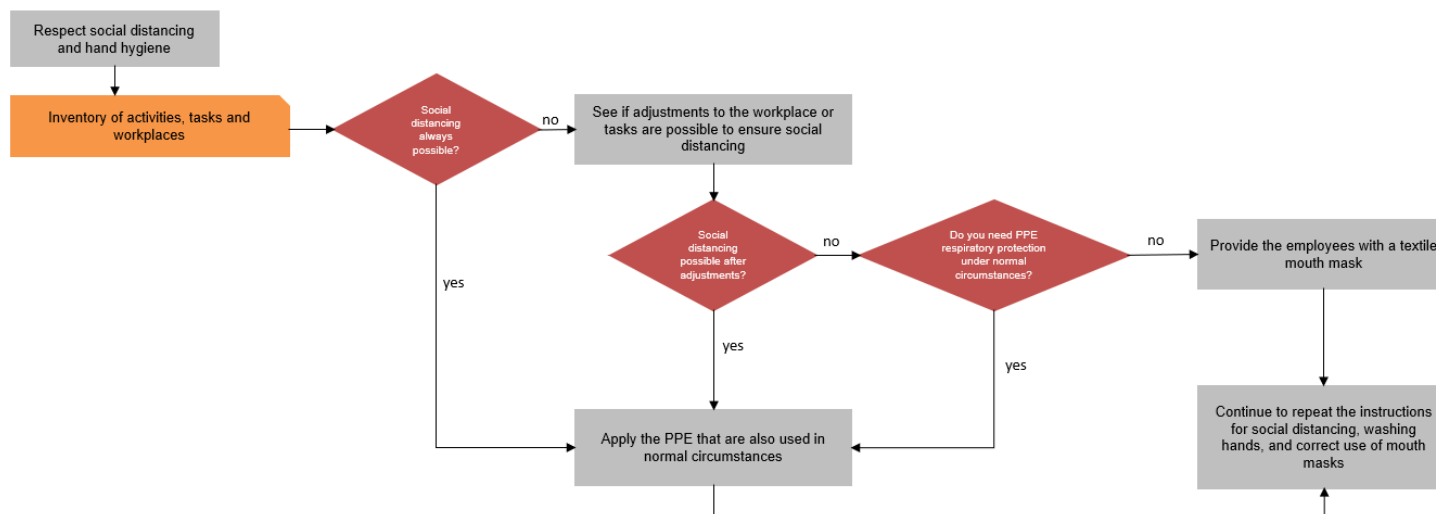 Respect social distancing
and hand hygiene
Inventory of activities, tasks and
workplaces
Social
distancing
always
possible?
no
See if adjustments to the workplace or
tasks are possible to ensure social
distancing
yes
Social
distancing
possible after
adjustments?
no
Do you need PPE
respiratory protection
under normal
circumstances?
no
Provide the employees with a textile
mouth mask
yes
yes
Apply the PPE that are also used in
normal circumstances
Continue to repeat the instructions
for social distancing, washing
hands, and correct use of mouth
masks